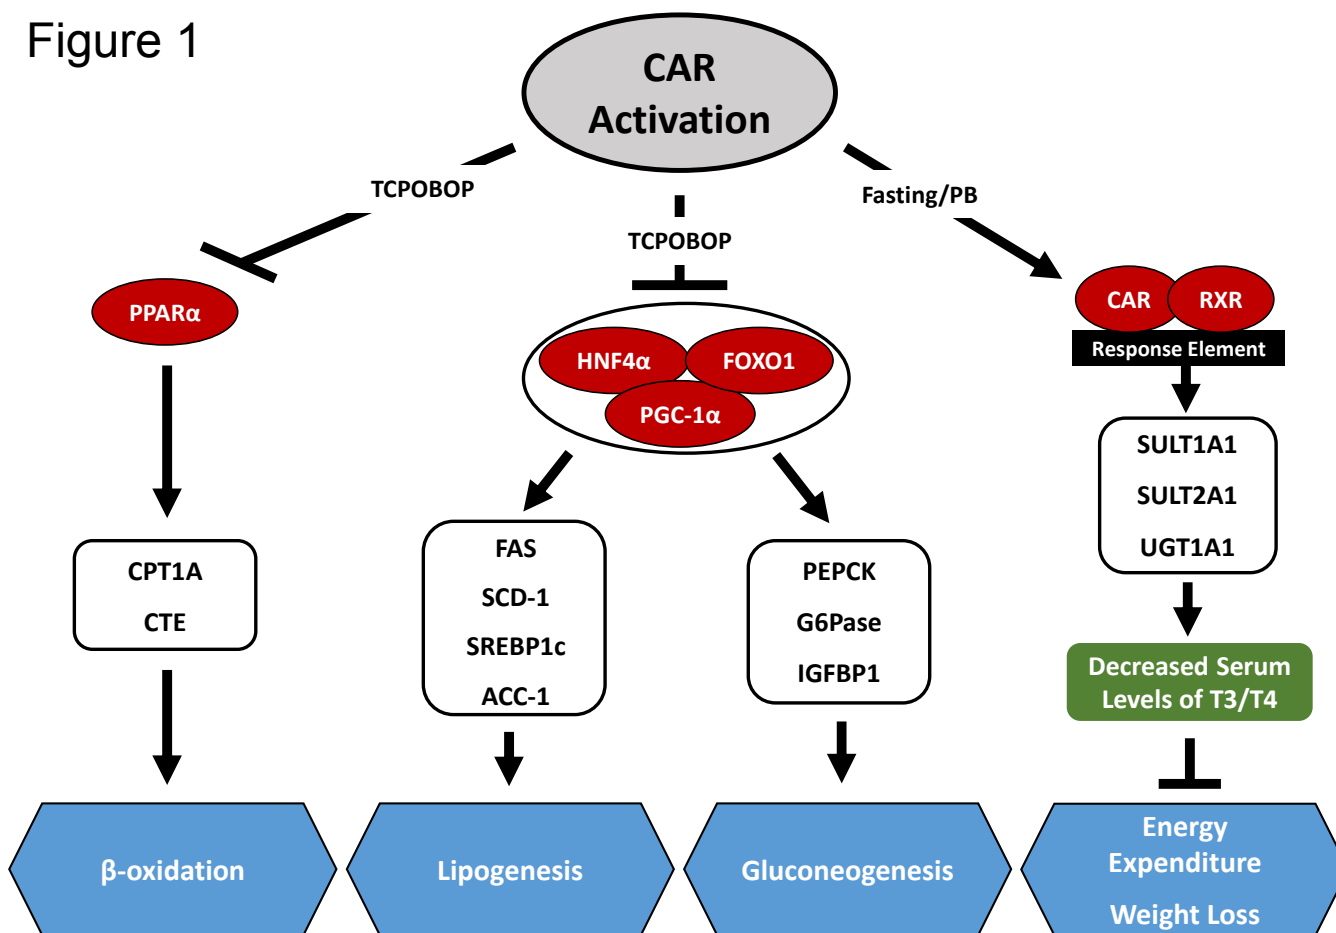 Figure 1
CAR
Activation
TCPOBOP
TCPOBOP
Fasting/PB
PPARα
HNF4α
FOXO1
PGC-1α
CAR
RXR
Response Element
CPT1A
CTE
FAS
SCD-1
SREBP1c
ACC-1
PEPCK
G6Pase
IGFBP1
SULT1A1
SULT2A1
UGT1A1
Decreased Serum
Levels of T3/T4
β-oxidation
Lipogenesis
Gluconeogenesis
Energy
Expenditure
Weight Loss